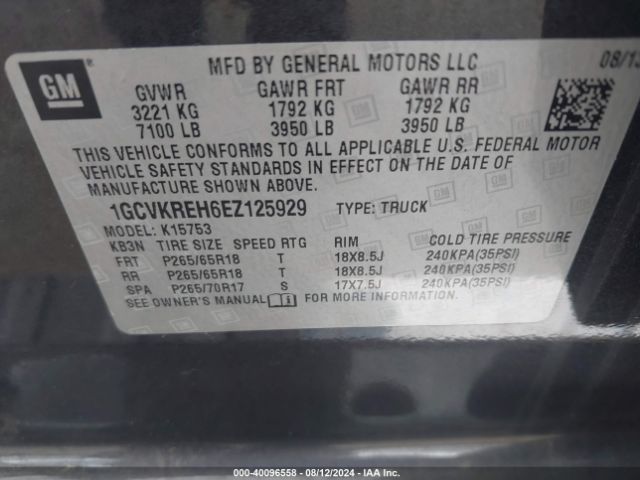 GM ®
MFD BY GENERAL MOTORS LLC 08/13
GVWR GAWR FRT GAWR RR
3221 KG 1792 KG 1792 KG
7100 LB 3950 LB 3950 LB
THIS VEHICLE CONFORMS TO ALL APPLICABLE U.S. FEDERAL MOTOR
VEHICLE SAFETY STANDARDS IN EFFECT ON THE DATE OF
MANUFACTURE SHOWN ABOVE.
1GCVKREH6EZ125929 TYPE: TRUCK
MODEL: K15753
KB3N TIRE SIZE SPEED RTG RIM COLD TIRE PRESSURE
FRT P265/65R18 T 18X8.5J 240KPA(35PSI)
RR P265/65R18 T 18X8.5J 240KPA(35PSI)
SPA P265/70R17 S 17X7.5J 240KPA(35PSI)
SEE OWNER'S MANUAL i FOR MORE INFORMATION.
000-40096558 - 08/12/2024 - IAA Inc.